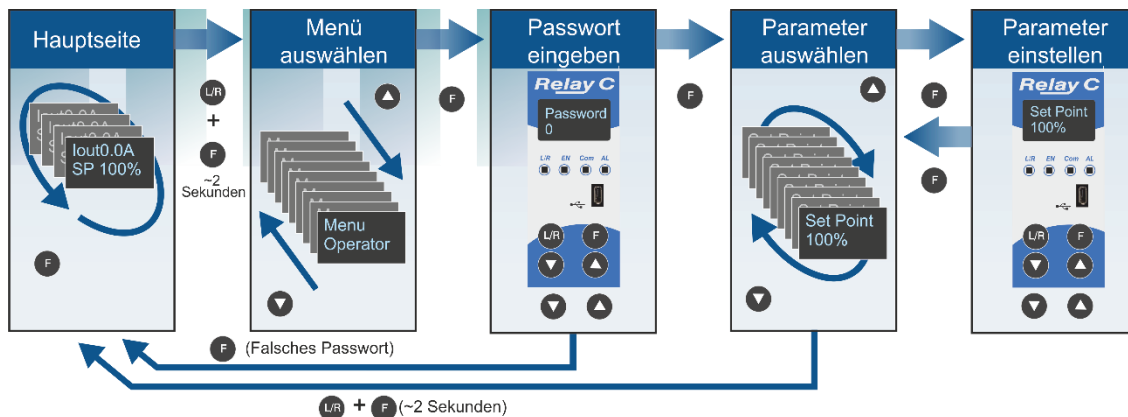 Hauptseite
Iout0.0A
SP 100%
F
L/R
+
F
~2
Sekunden
Menü
auswählen
Menu
Operator
F
Passwort
eingeben
Relay C
Password
0
L/R EN Com AL
L/R F
F
Parameter
auswählen
Set Point
100%
F
F
Parameter
einstellen
Relay C
Set Point
100%
L/R EN Com AL
L/R F
F (Falsches Passwort)
L/R + F (~2 Sekunden)